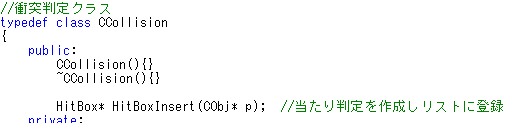 //衝突判定クラス
typedef class CCollision
{
    public:
        CCollision(){}
        ~CCollision(){}
        HitBox* HitBoxInsert(CObj* p);  //当たり判定を作成しリストに登録
    private: